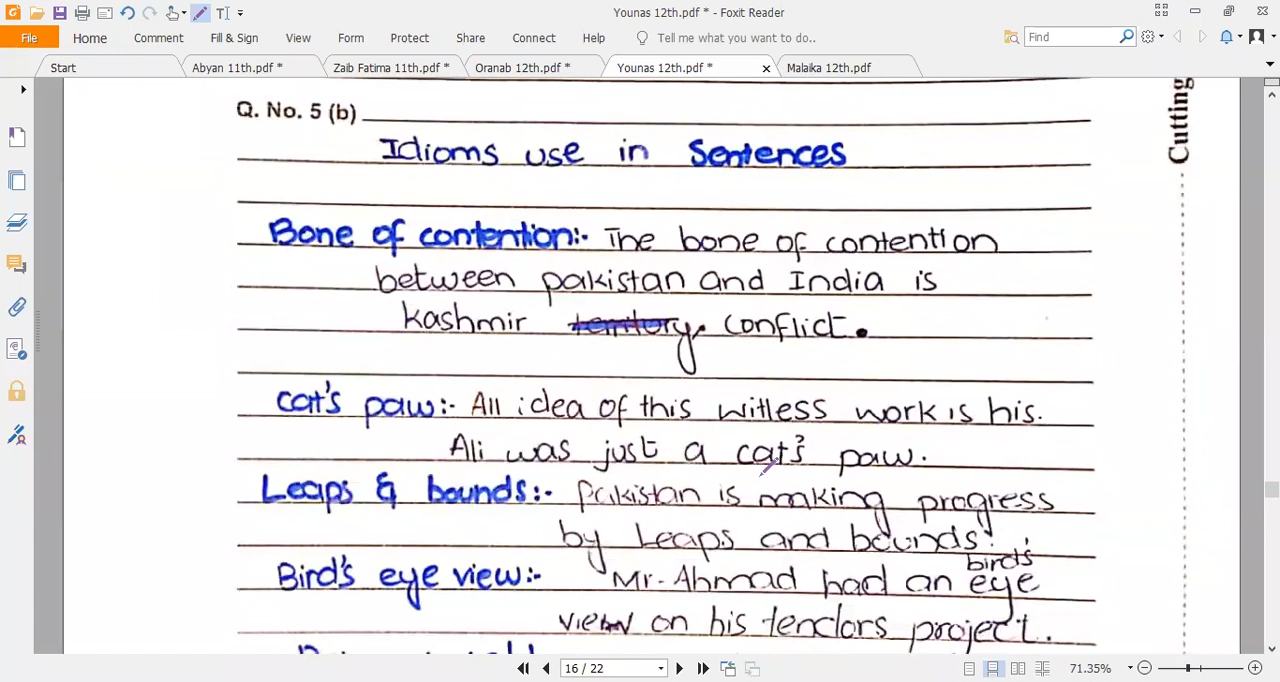 Younas 12th.pdf * - Foxit Reader
File Home Comment Fill & Sign View Form Protect Share Connect Help Tell me what you want to do.. Find
Start Abyan 11th.pdf * Zaib Fatima 11th.pdf * Oranab 12th.pdf * Younas 12th.pdf * Malaika 12th.pdf
Cutting
Q. No. 5 (b)
Idioms use in Sentences
Bone of contention:- The bone of contention
between pakistan and India is
kashmir territory. conflict.
cat's paw:- All idea of this witless work is his.
Ali was just a cat's paw.
Leaps & bounds:- Pakistan is making progress
by Leaps and bounds.
bird's
Bird's eye view:- Mr. Ahmad had an eye
view on his tendors project.
16 / 22
71.35%